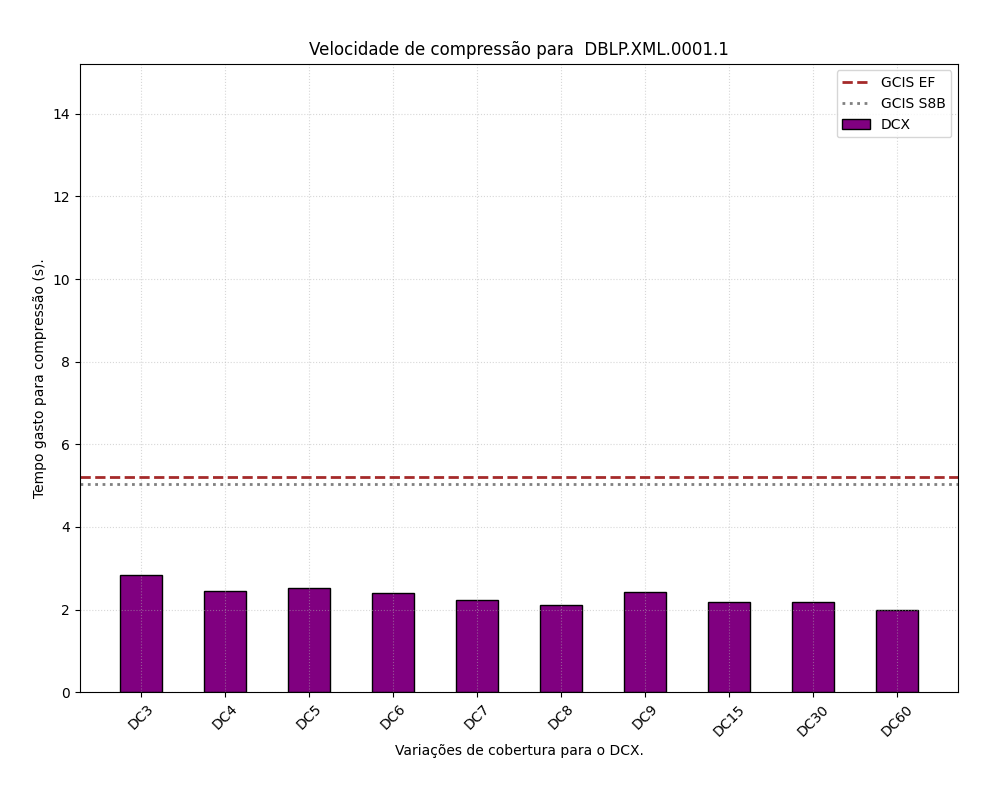 Velocidade de compressão para  DBLP.XML.0001.1
GCIS EF
GCIS S8B
DCX
Tempo gasto para compressão (s).
14
12
10
8
6
4
2
0
DC3
DC4
DC5
DC6
DC7
DC8
DC9
DC15
DC30
DC60
Variações de cobertura para o DCX.